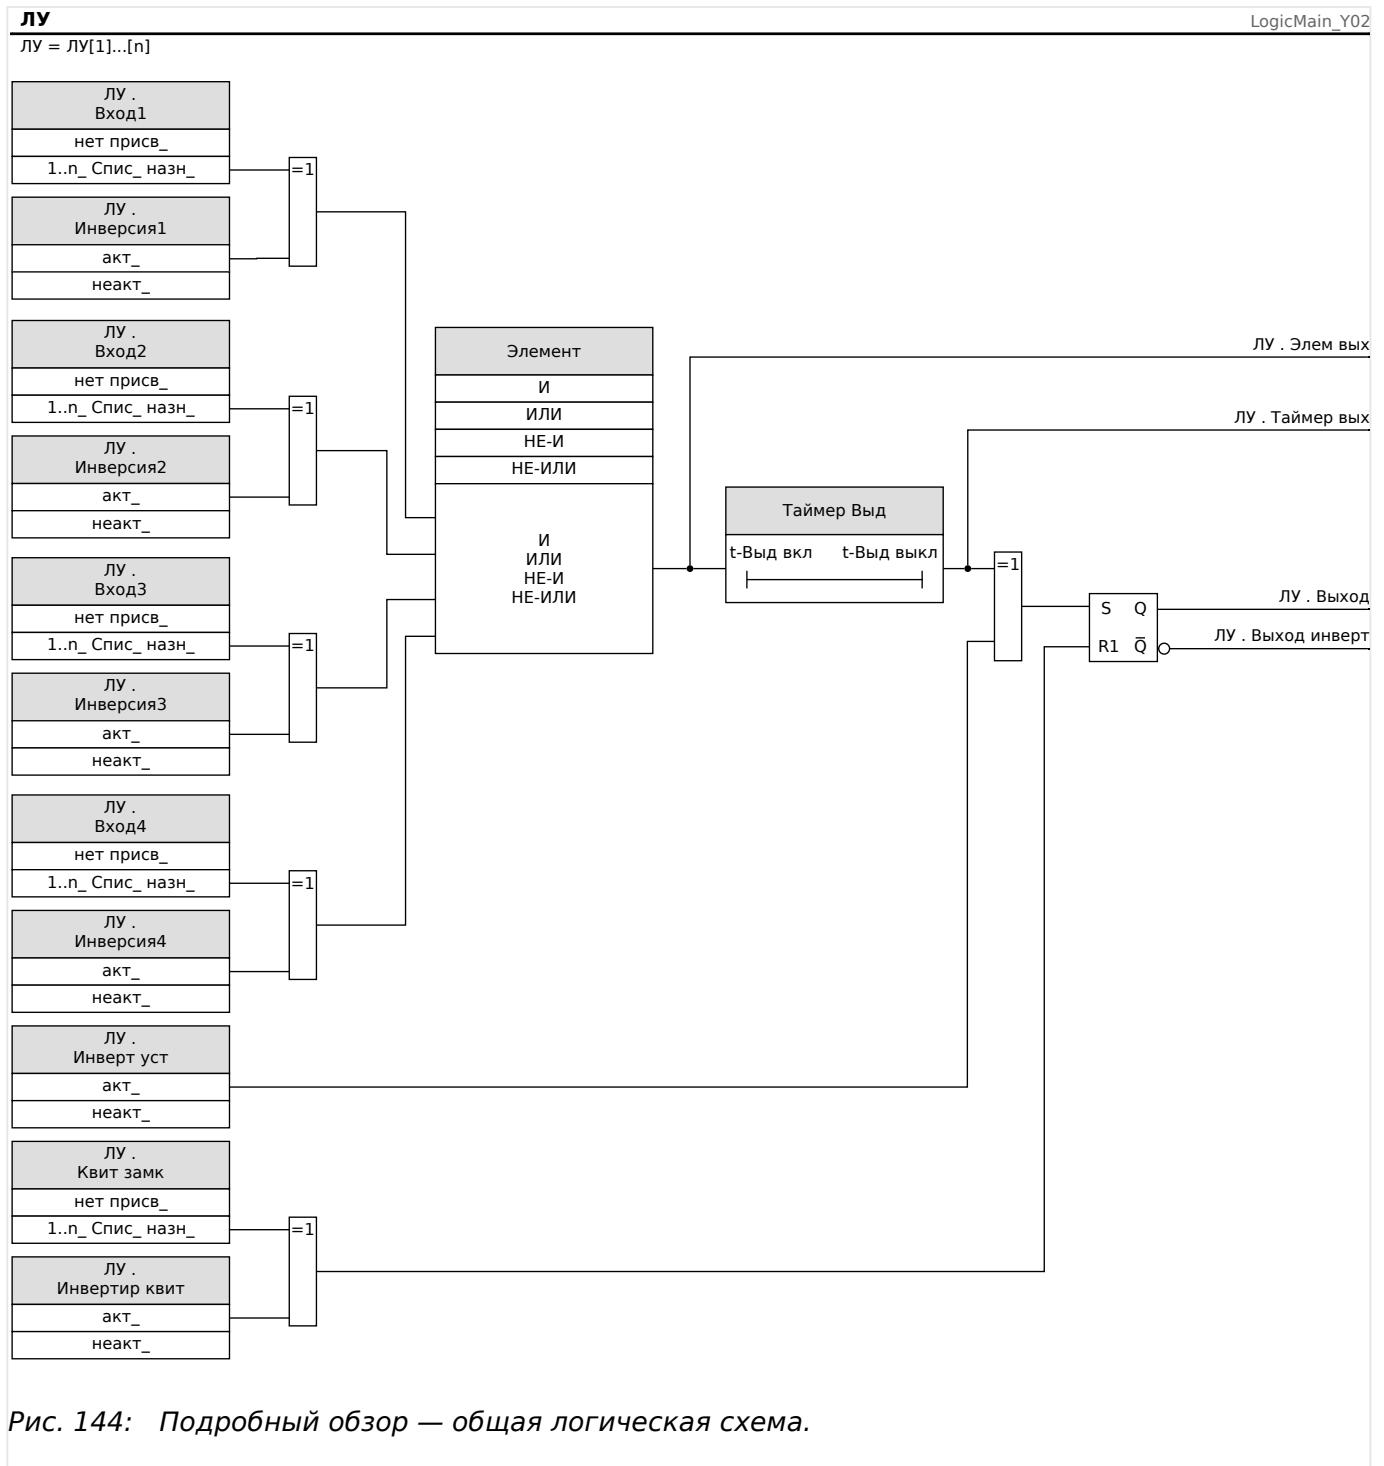 ЛУ
LogicMain_Y02
ЛУ = ЛУ[1]...[n]
ЛУ .
Вход1
нет присв_
1..n_ Спис_ назн_
=1
ЛУ .
Инверсия1
акт_
неакт_
ЛУ .
Вход2
нет присв_
1..n_ Спис_ назн_
=1
ЛУ .
Инверсия2
акт_
неакт_
ЛУ .
Вход3
нет присв_
1..n_ Спис_ назн_
=1
ЛУ .
Инверсия3
акт_
неакт_
ЛУ .
Вход4
нет присв_
1..n_ Спис_ назн_
=1
ЛУ .
Инверсия4
акт_
неакт_
ЛУ .
Инверт уст
акт_
неакт_
ЛУ .
Квит замк
нет присв_
1..n_ Спис_ назн_
=1
ЛУ .
Инвертир квит
акт_
неакт_
Элемент
И
ИЛИ
НЕ-И
НЕ-ИЛИ
И
ИЛИ
НЕ-И
НЕ-ИЛИ
ЛУ . Элем вых
ЛУ . Таймер вых
Таймер Выд
t-Выд вкл t-Выд выкл
=1
S Q
R1 Q̅
ЛУ . Выход
ЛУ . Выход инверт
Рис. 144: Подробный обзор — общая логическая схема.